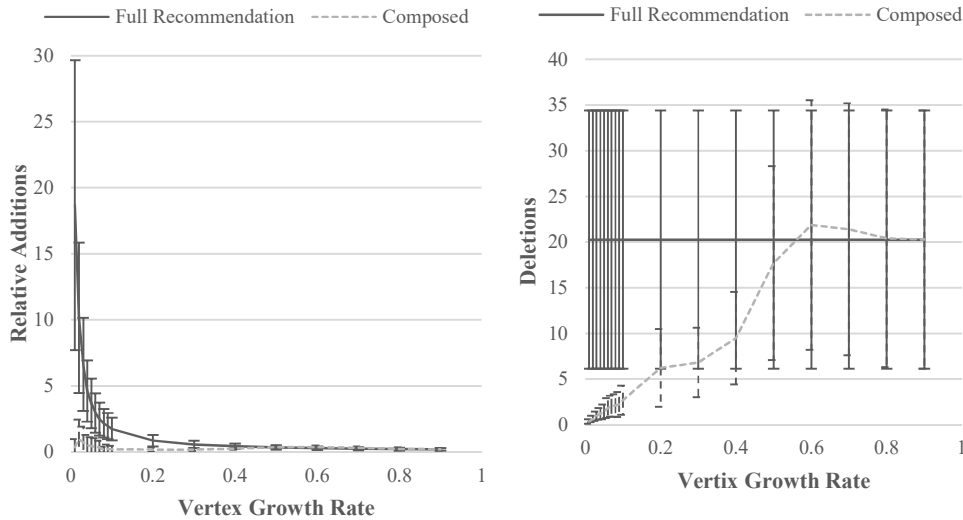 Full Recommendation Composed
30
25
20
15
10
5
0
Relative Additions
0 0.2 0.4 0.6 0.8 1
Vertex Growth Rate
Full Recommendation Composed
40
35
30
25
20
15
10
5
0
Deletions
0 0.2 0.4 0.6 0.8 1
Vertix Growth Rate